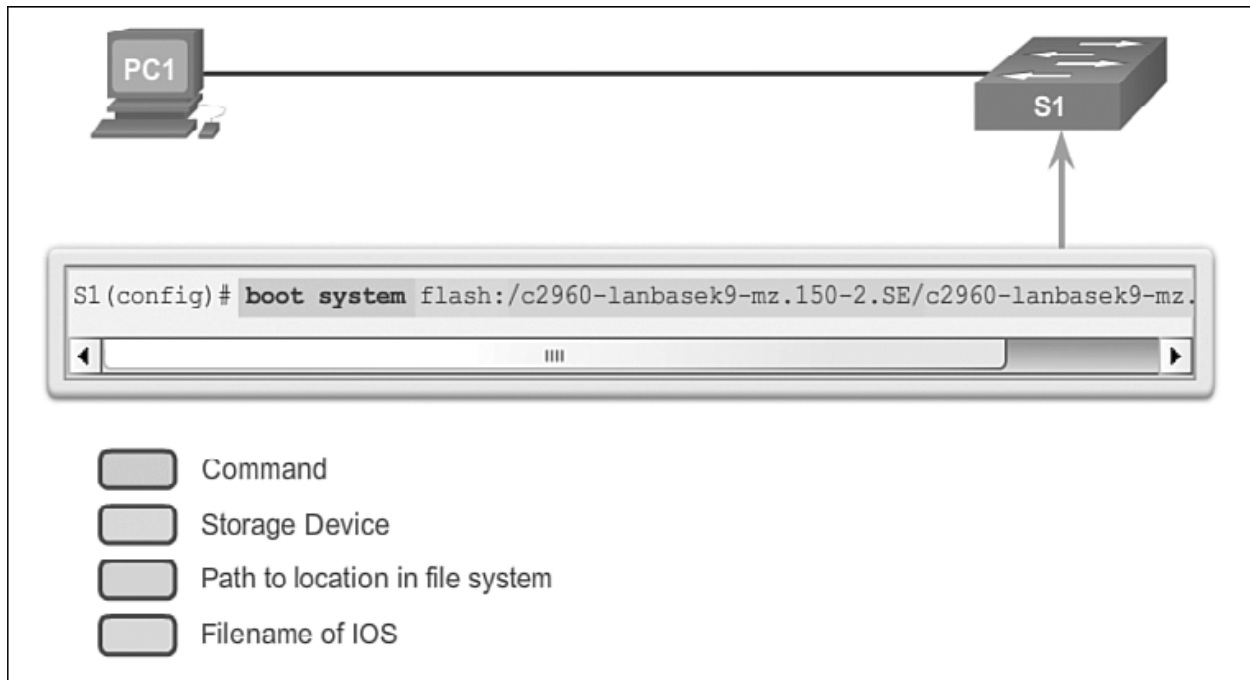 PC1
S1
S1(config)# boot system flash:/c2960-lanbasek9-mz.150-2.SE/c2960-lanbasek9-mz.
Command
Storage Device
Path to location in file system
Filename of IOS